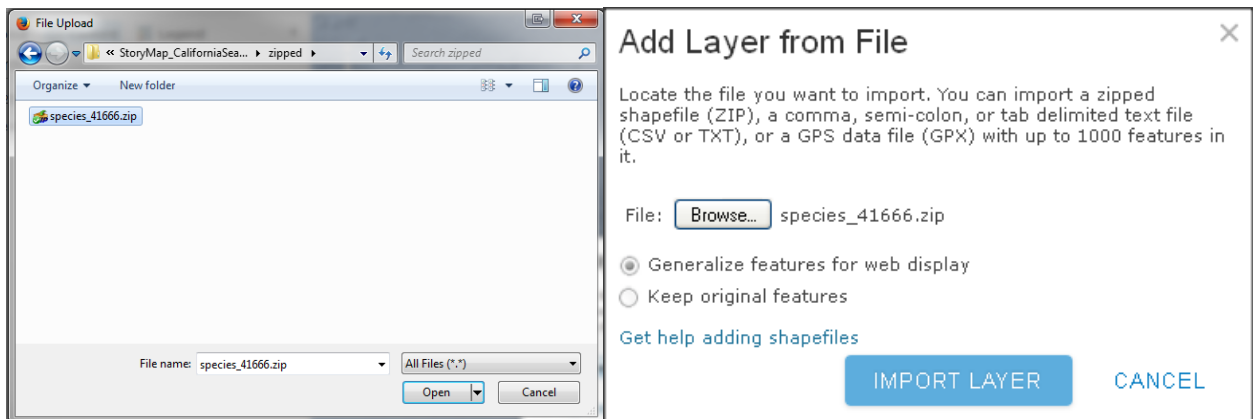 File Upload
« StoryMap_CaliforniaSea... ▸ zipped ▸
Search zipped
Organize
New folder
species_41666.zip
File name: species_41666.zip
All Files (*.*)
Open
Cancel
Add Layer from File
Locate the file you want to import. You can import a zipped
shapefile (ZIP), a comma, semi-colon, or tab delimited text file
(CSV or TXT), or a GPS data file (GPX) with up to 1000 features in
it.
File: Browse... species_41666.zip
Generalize features for web display
Keep original features
Get help adding shapefiles
IMPORT LAYER
CANCEL